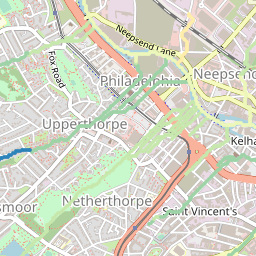 Neepsend Lane
Fox Road
Philadelphia
Neepsend
Upperthorpe
Kelha
smoor
Netherthorpe
Saint Vincent's